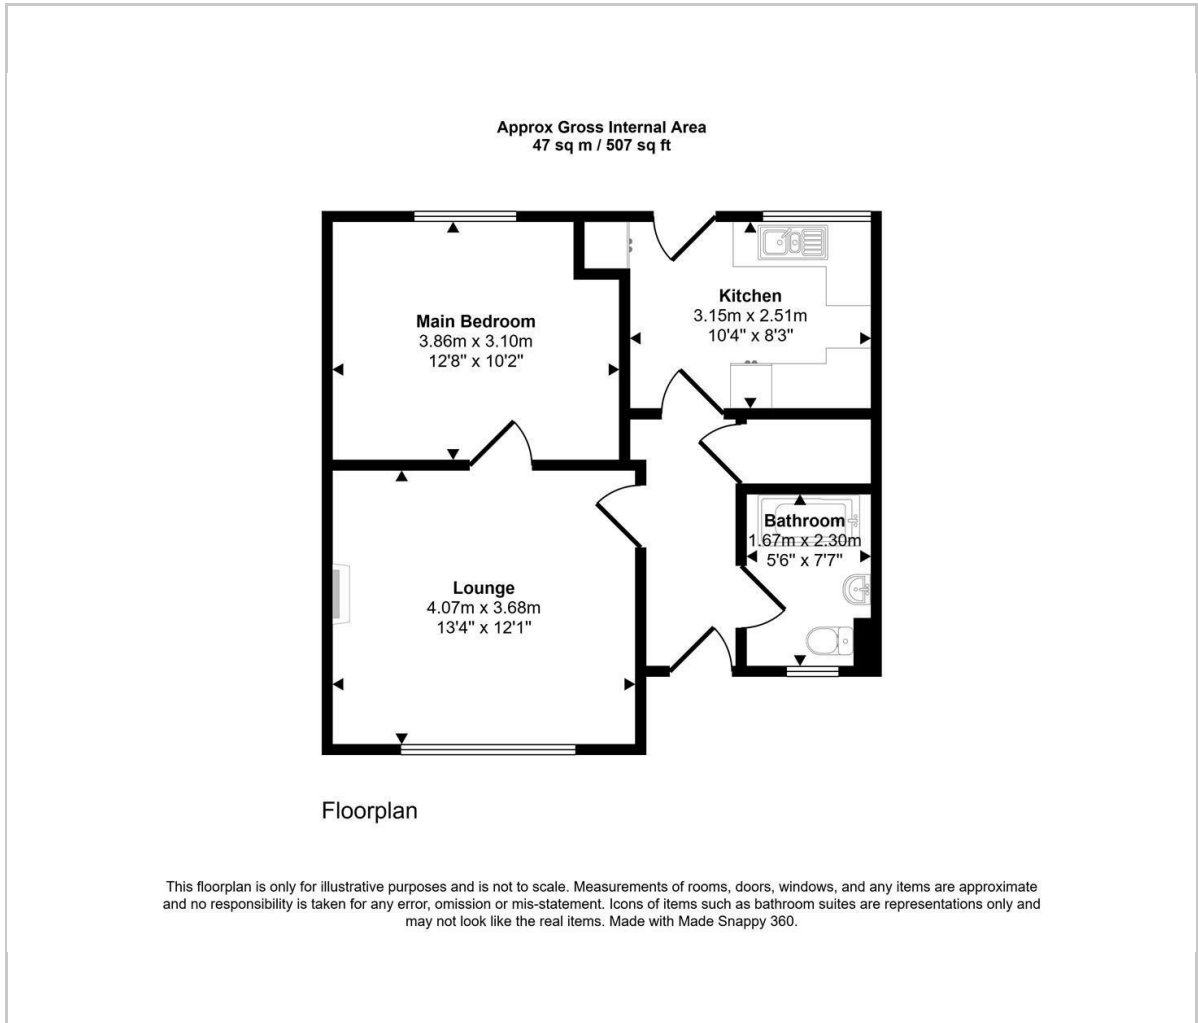 Approx Gross Internal Area
47 sq m / 507 sq ft
Main Bedroom
3.86m x 3.10m
12'8" x 10'2"
Kitchen
3.15m x 2.51m
10'4" x 8'3"
Bathroom
1.67m x 2.30m
5'6" x 7'7"
Lounge
4.07m x 3.68m
13'4" x 12'1"
Floorplan
This floorplan is only for illustrative purposes and is not to scale. Measurements of rooms, doors, windows, and any items are approximate
and no responsibility is taken for any error, omission or mis-statement. Icons of items such as bathroom suites are representations only and
may not look like the real items. Made with Made Snappy 360.